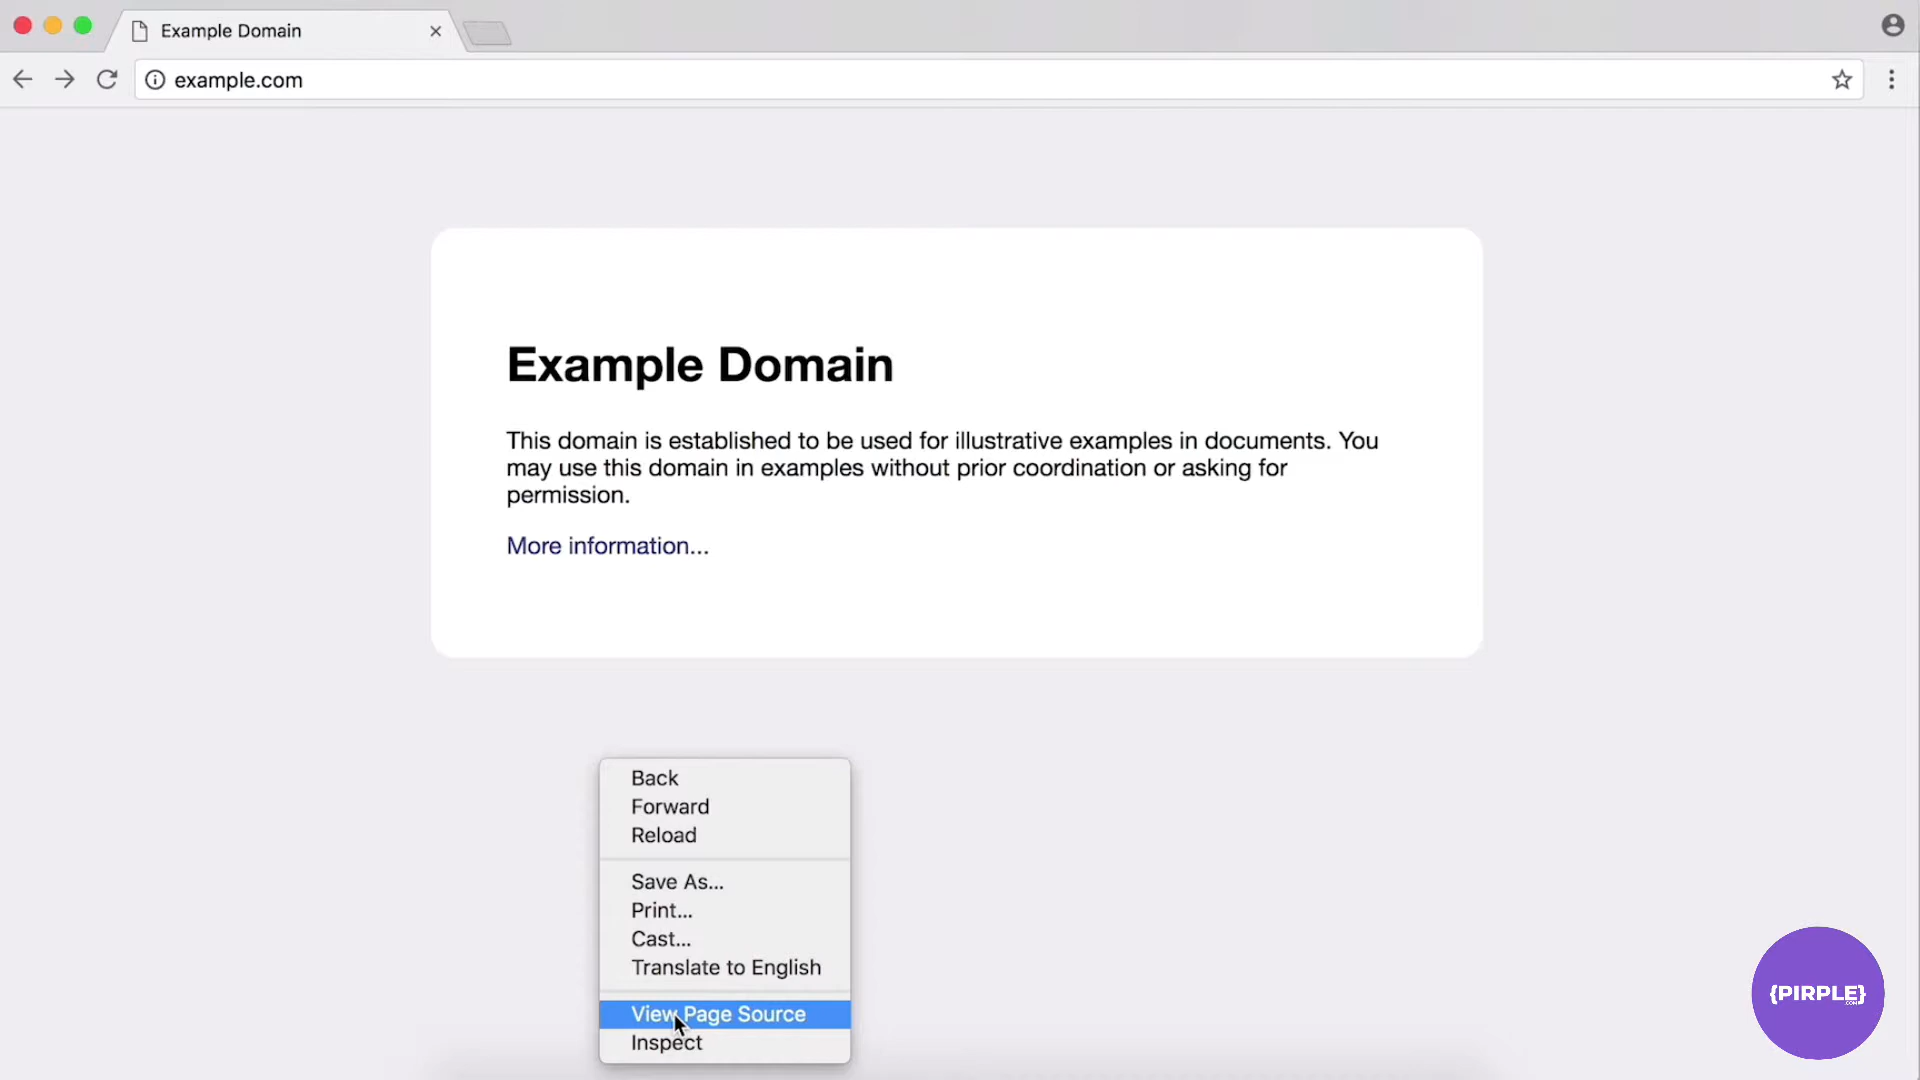 Example Domain
example.com
Example Domain
This domain is established to be used for illustrative examples in documents. You
may use this domain in examples without prior coordination or asking for
permission.
More information...
Back
Forward
Reload
Save As...
Print...
Cast...
Translate to English
View Page Source
Inspect
{PIRPLE}
.COM